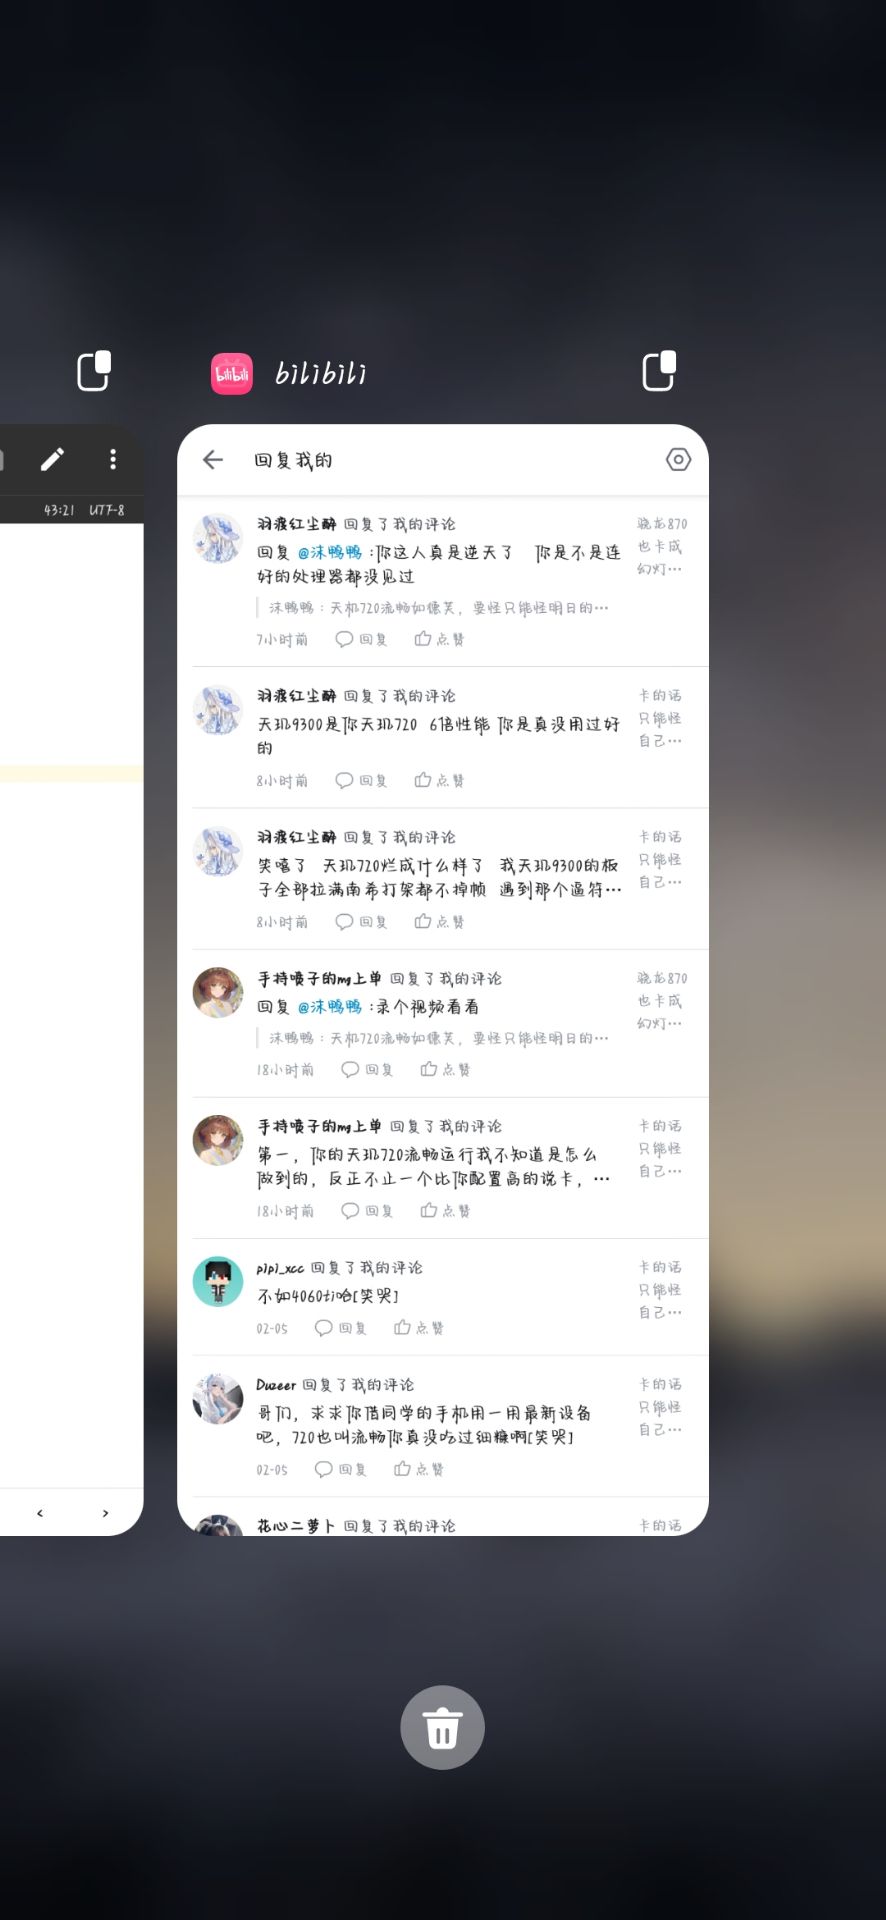 bilibili
bilibili
43:21 UTF-8
回复我的
羽渡红尘醉 回复了我的评论
回复 @沫鸭鸭 :你这人真是逆天了 你是不是连
好的处理器都没见过
沫鸭鸭：天机720流畅如德芙，要怪只能怪明日的…
7小时前 回复 点赞
骁龙870
也卡成
幻灯…
羽渡红尘醉 回复了我的评论
天玑9300是你天玑720 6倍性能 你是真没用过好
的
8小时前 回复 点赞
卡的话
只能怪
自己…
羽渡红尘醉 回复了我的评论
笑嘻了 天玑720烂成什么样了 我天玑9300的板
子全部拉满南希打架都不掉帧 遇到那个逼符…
8小时前 回复 点赞
卡的话
只能怪
自己…
手持喷子的mg上单 回复了我的评论
回复 @沫鸭鸭 :录个视频看看
沫鸭鸭：天机720流畅如德芙，要怪只能怪明日的…
18小时前 回复 点赞
骁龙870
也卡成
幻灯…
手持喷子的mg上单 回复了我的评论
第一，你的天玑720流畅运行我不知道是怎么
做到的，反正不止一个比你配置高的说卡，…
18小时前 回复 点赞
卡的话
只能怪
自己…
pipi_xcc 回复了我的评论
不如4060ti哈[笑哭]
02-05 回复 点赞
卡的话
只能怪
自己…
Duzeer 回复了我的评论
哥们，求求你借同学的手机用一用最新设备
吧，720也叫流畅你真没吃过细糠啊[笑哭]
02-05 回复 点赞
卡的话
只能怪
自己…
花心二萝卜 回复了我的评论
卡的话